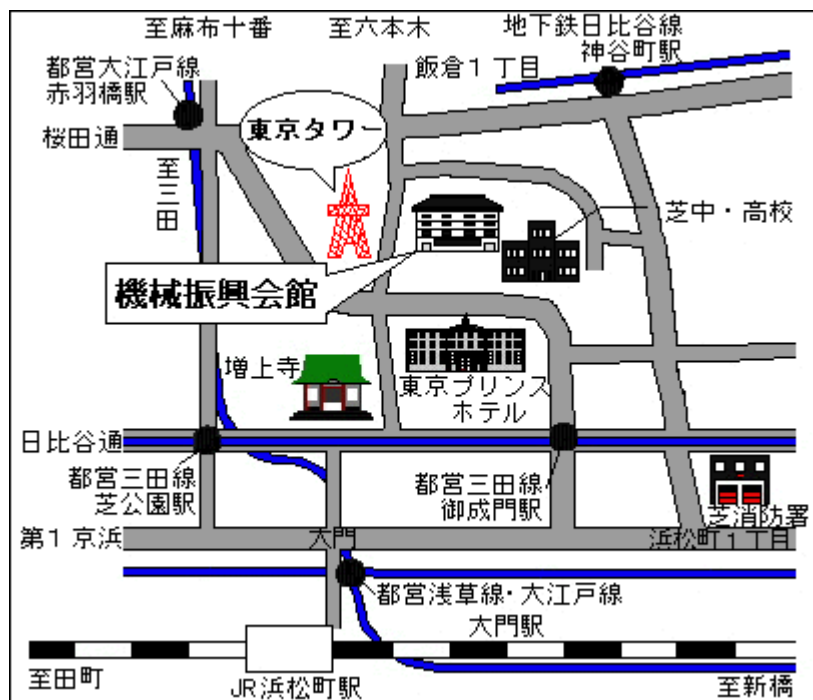 至麻布十番
至六本木
地下鉄日比谷線
神谷町駅
都営大江戸線
赤羽橋駅
飯倉1丁目
東京タワー
桜田通
至三田
芝中・高校
機械振興会館
増上寺
東京プリンス
ホテル
日比谷通
都営三田線
芝公園駅
都営三田線
御成門駅
芝消防署
第1京浜
大門
浜松町1丁目
都営浅草線・大江戸線
大門駅
至田町
JR浜松町駅
至新橋